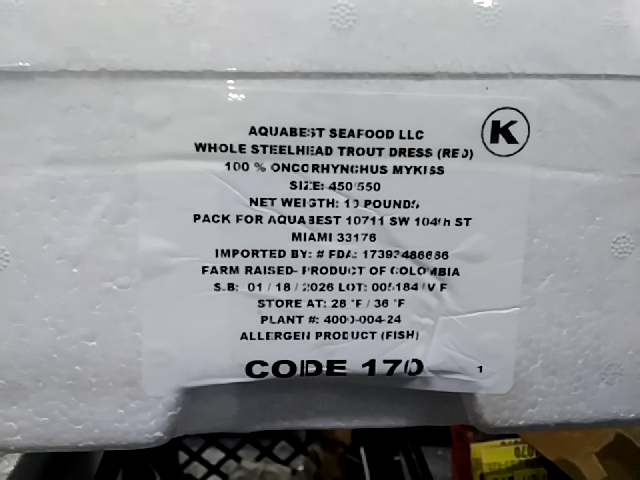 K
AQUABEST SEAFOOD LLC
WHOLE STEELHEAD TROUT DRESS (RED)
100 % ONCORHYNCHUS MYKISS
SIZE: 450/550
NET WEIGTH: 10 POUNDS
PACK FOR AQUABEST 10711 SW 104th ST
MIAMI 33176
IMPORTED BY: # FDA: 17393486686
FARM RAISED- PRODUCT OF COLOMBIA
S.B: 01 / 18 / 2026 LOT: 005184 / V F
STORE AT: 28 °F / 36 °F
PLANT #: 4000-004-24
ALLERGEN PRODUCT (FISH)
CODE 170 1